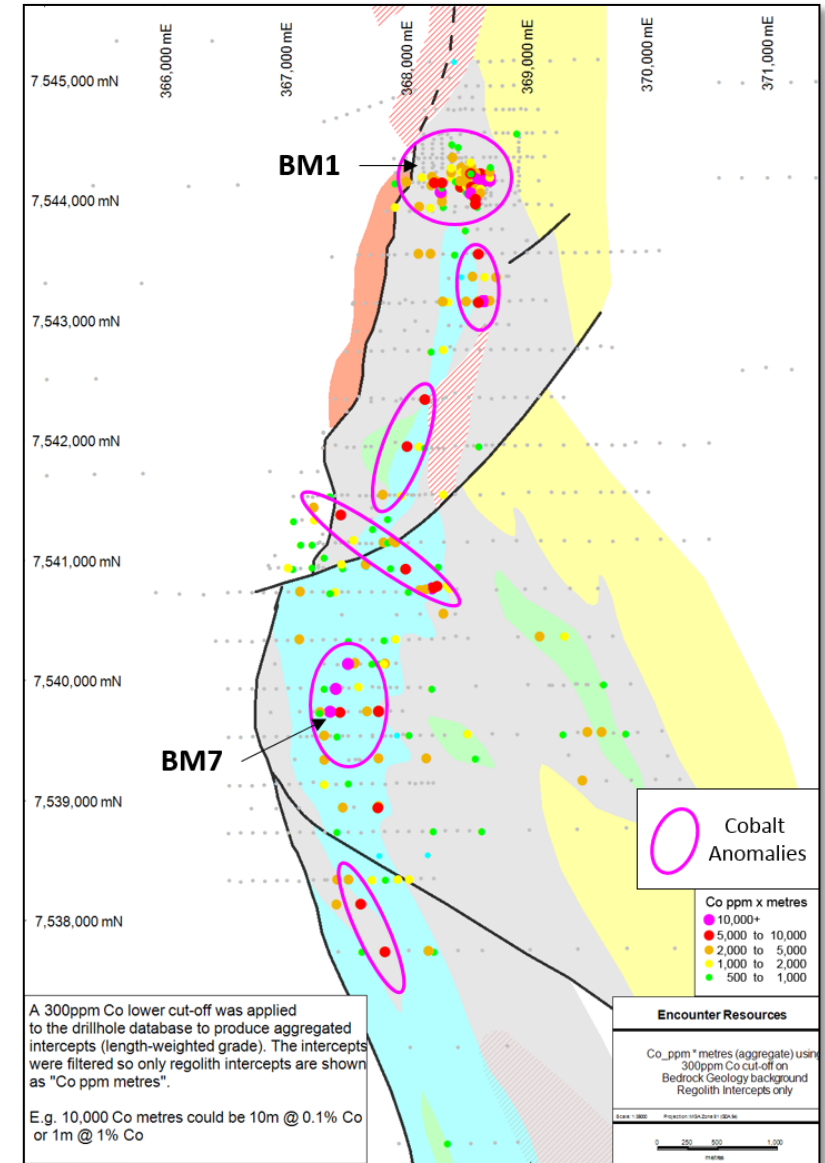 366,000 mE
367,000 mE
368,000 mE
369,000 mE
370,000 mE
371,000 mE
7,545,000 mN
BM1
7,544,000 mN
7,543,000 mN
7,542,000 mN
7,541,000 mN
7,540,000 mN
BM7
7,539,000 mN
7,538,000 mN
Cobalt
Anomalies
Co ppm x metres
10,000+
5,000 to 10,000
2,000 to 5,000
1,000 to 2,000
500 to 1,000
A 300ppm Co lower cut-off was applied
to the drillhole database to produce aggregated
intercepts (length-weighted grade). The intercepts
were filtered so only regolith intercepts are shown
as "Co ppm metres".
E.g. 10,000 Co metres could be 10m @ 0.1% Co
or 1m @ 1% Co
Encounter Resources
Co_ppm * metres (aggregate) using
300ppm Co cut-off on
Bedrock Geology background
Regolith Intercepts only
Projection: MGA Zone 51
0 250 500 1,000
metres